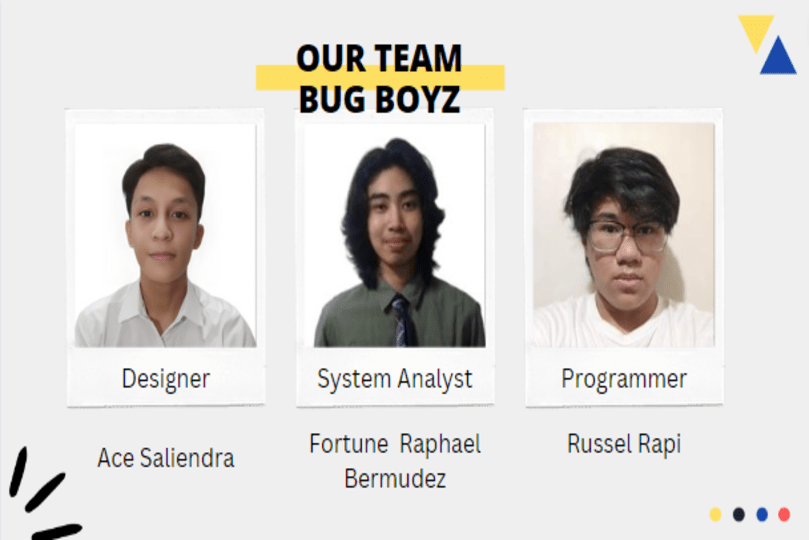 OUR TEAM
BUG BOYZ
Designer
System Analyst
Programmer
Ace Saliendra
Fortune Raphael
Bermudez
Russel Rapi